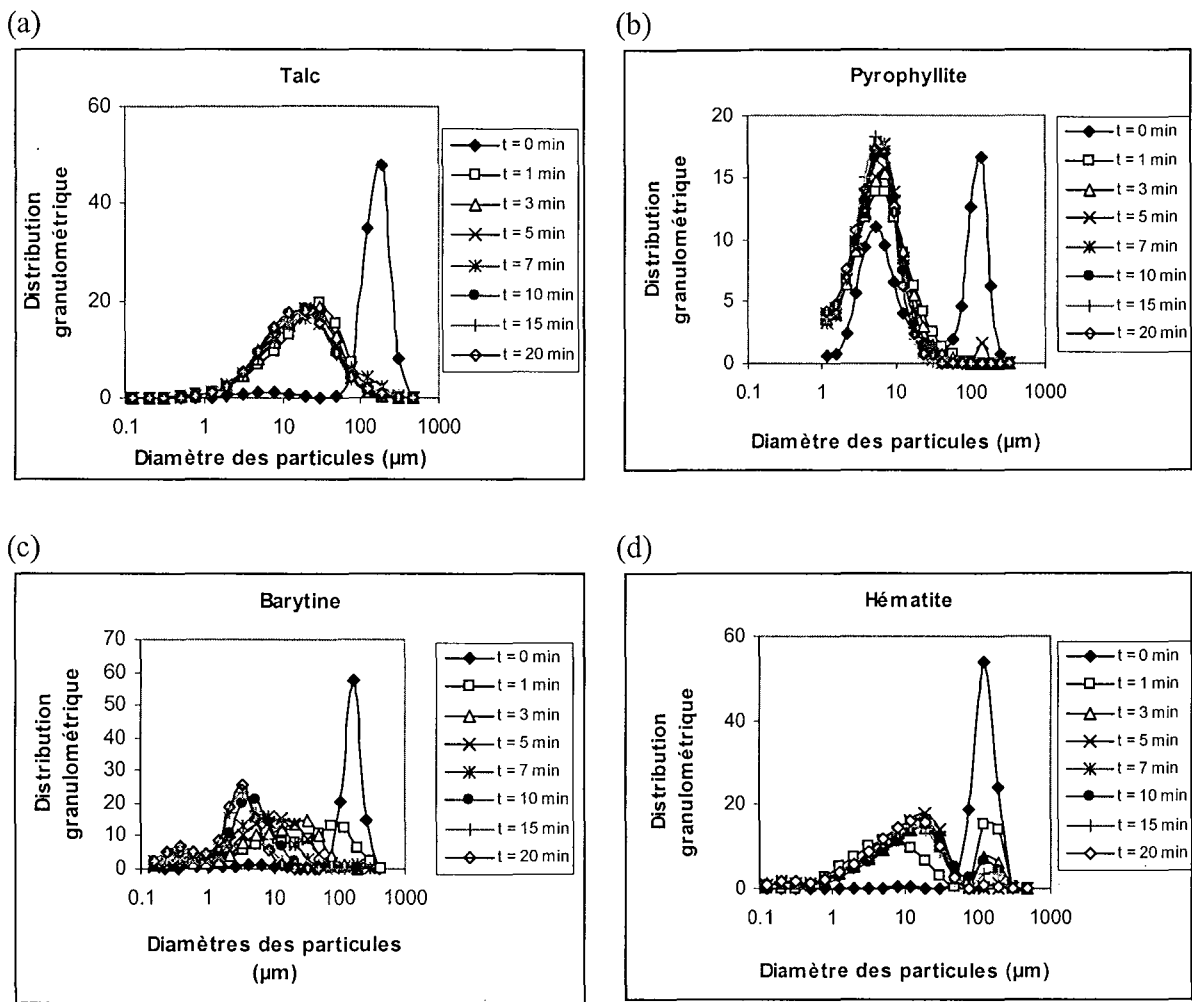 (a)
Talc
Distribution
granulométrique
60
40
20
0
0.1 1 10 100 1000
Diamètre des particules (µm)
t = 0 min
t = 1 min
t = 3 min
t = 5 min
t = 7 min
t = 10 min
t = 15 min
t = 20 min
(b)
Pyrophyllite
Distribution
granulométrique
20
15
10
5
0
1 10 100 1000
Diamètre des particules (µm)
t = 0 min
t = 1 min
t = 3 min
t = 5 min
t = 7 min
t = 10 min
t = 15 min
t = 20 min
(c)
Barytine
Distribution
granulométrique
70
60
50
40
30
20
10
0
0.1 1 10 100 1000
Diamètres des particules
(µm)
t = 0 min
t = 1 min
t = 3 min
t = 5 min
t = 7 min
t = 10 min
t = 15 min
t = 20 min
(d)
Hématite
Distribution
granulométrique
60
40
20
0
0.1 1 10 100 1000
Diamètre des particules (µm)
t = 0 min
t = 1 min
t = 3 min
t = 5 min
t = 7 min
t = 10 min
t = 15 min
t = 20 min